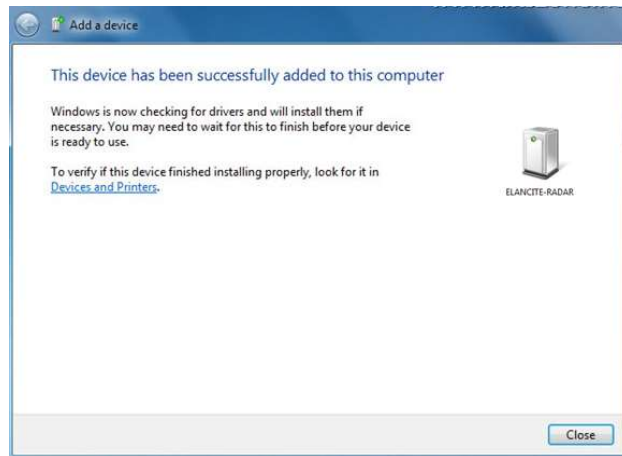 Add a device
This device has been successfully added to this computer
Windows is now checking for drivers and will install them if
necessary. You may need to wait for this to finish before your device
is ready to use.
To verify if this device finished installing properly, look for it in
Devices and Printers.
ELANCITE-RADAR
Close